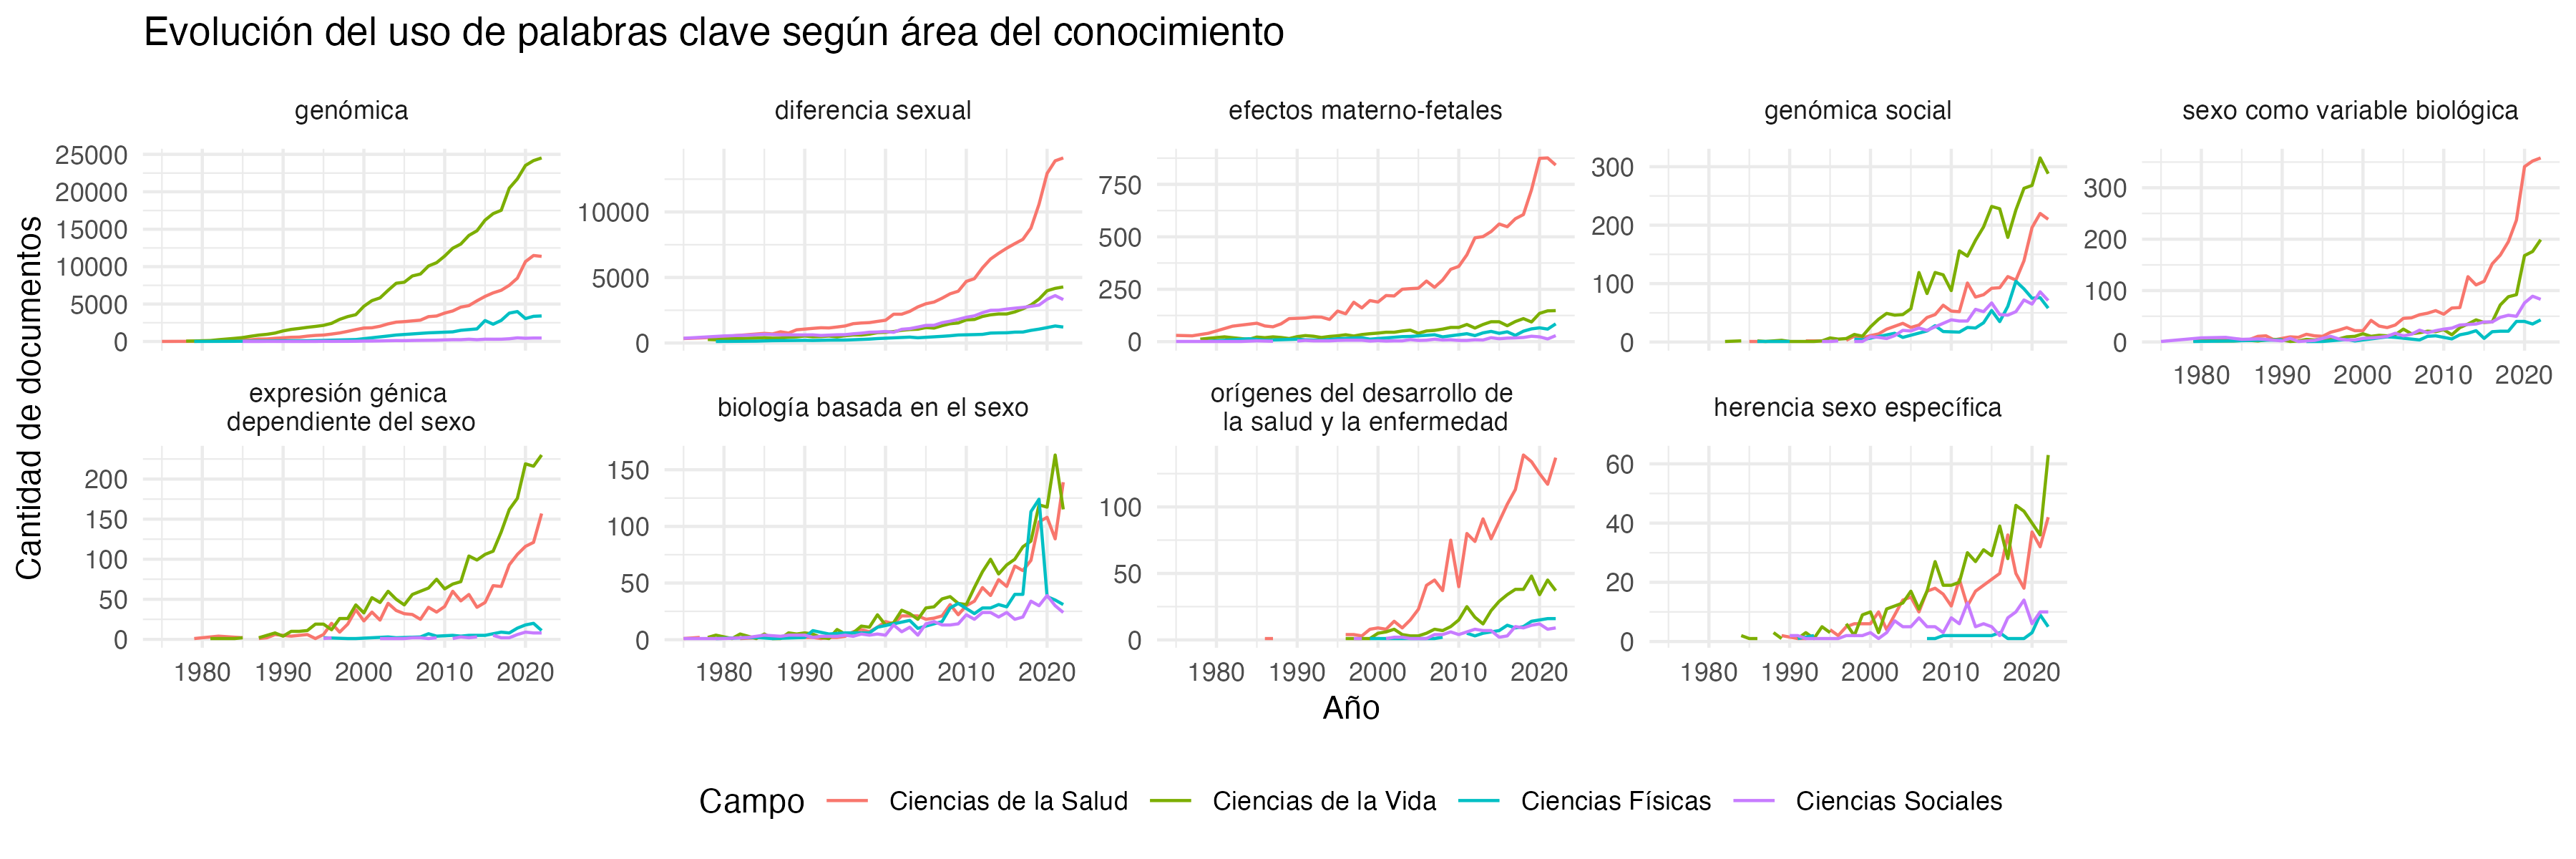 Evolución del uso de palabras clave según área del conocimiento
Cantidad de documentos
genómica
25000
20000
15000
10000
5000
0
diferencia sexual
10000
5000
0
efectos materno-fetales
750
500
250
0
genómica social
300
200
100
0
sexo como variable biológica
300
200
100
0
1980 1990 2000 2010 2020
expresión génica
dependiente del sexo
200
150
100
50
0
1980 1990 2000 2010 2020
biología basada en el sexo
150
100
50
0
1980 1990 2000 2010 2020
orígenes del desarrollo de
la salud y la enfermedad
100
50
0
1980 1990 2000 2010 2020
herencia sexo específica
60
40
20
0
1980 1990 2000 2010 2020
Año
Campo Ciencias de la Salud Ciencias de la Vida Ciencias Físicas Ciencias Sociales